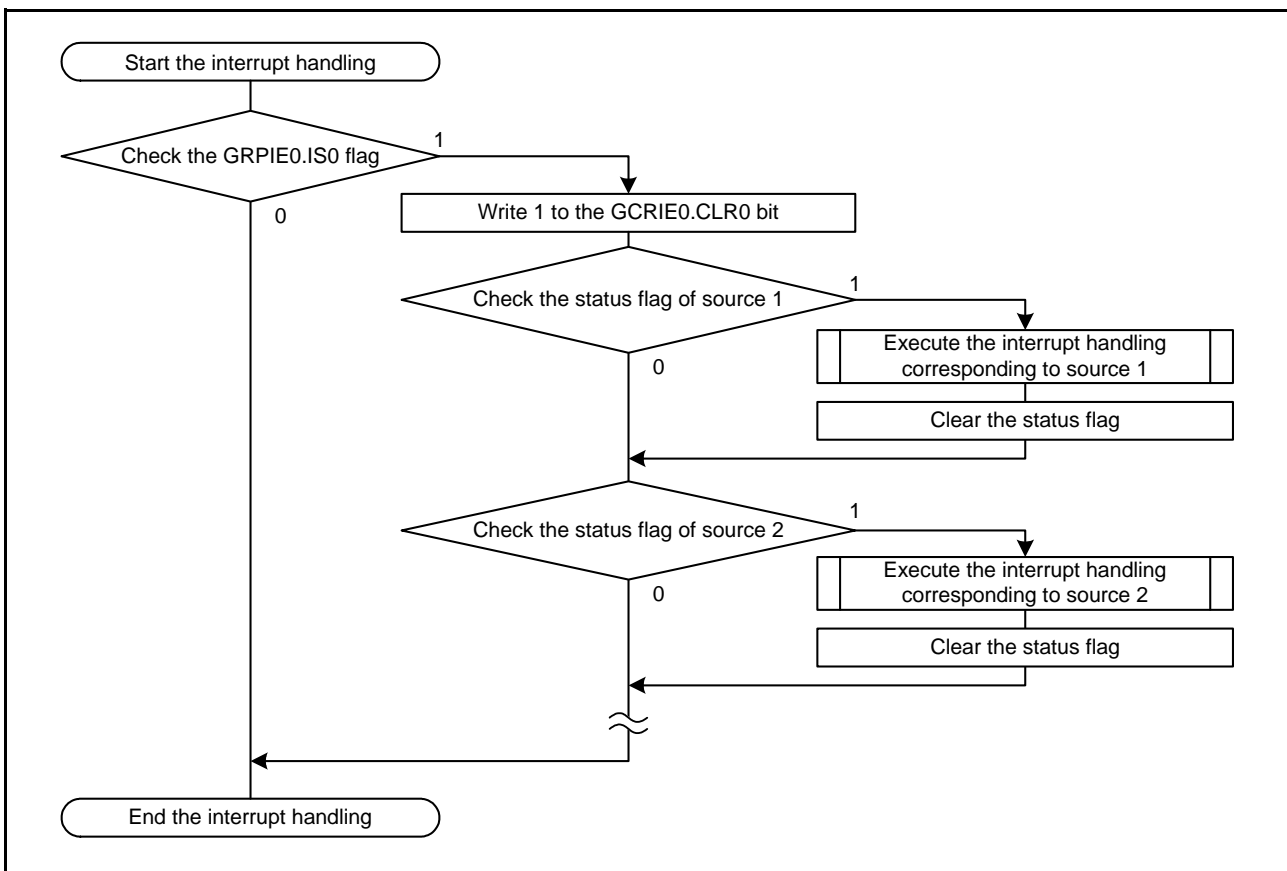 Start the interrupt handling
Check the GRPIE0.IS0 flag
1
0
Write 1 to the GCRIE0.CLR0 bit
Check the status flag of source 1
1
0
Execute the interrupt handling
corresponding to source 1
Clear the status flag
Check the status flag of source 2
1
0
Execute the interrupt handling
corresponding to source 2
Clear the status flag
End the interrupt handling